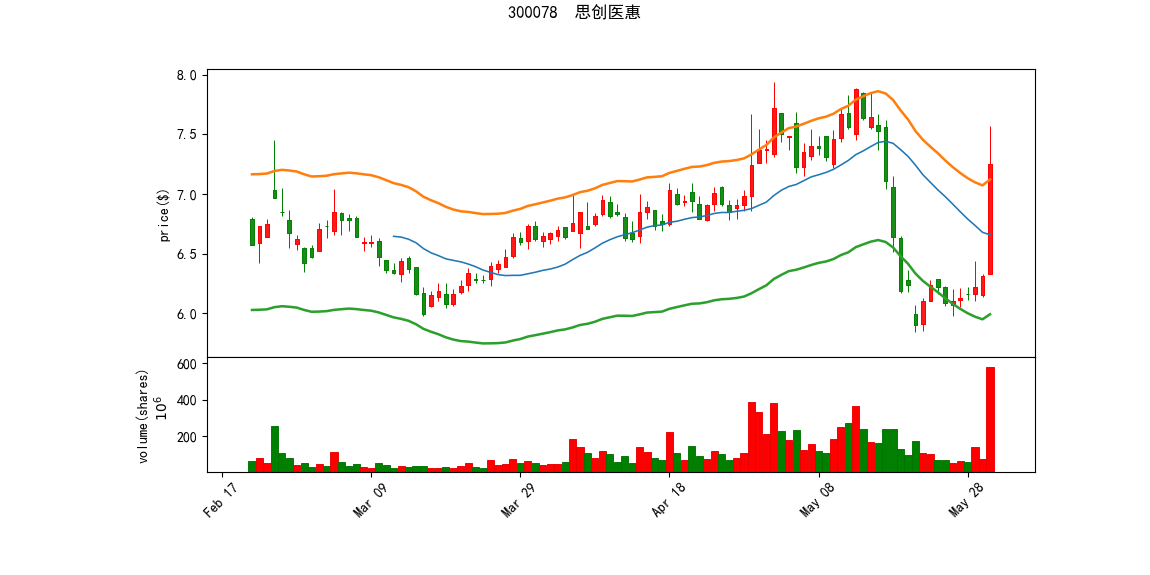 300078  思创医惠
8.0
7.5
7.0
6.5
6.0
price($)
600
400
200
volume(shares)
10^6
Feb 17
Mar 09
Mar 29
Apr 18
May 08
May 28